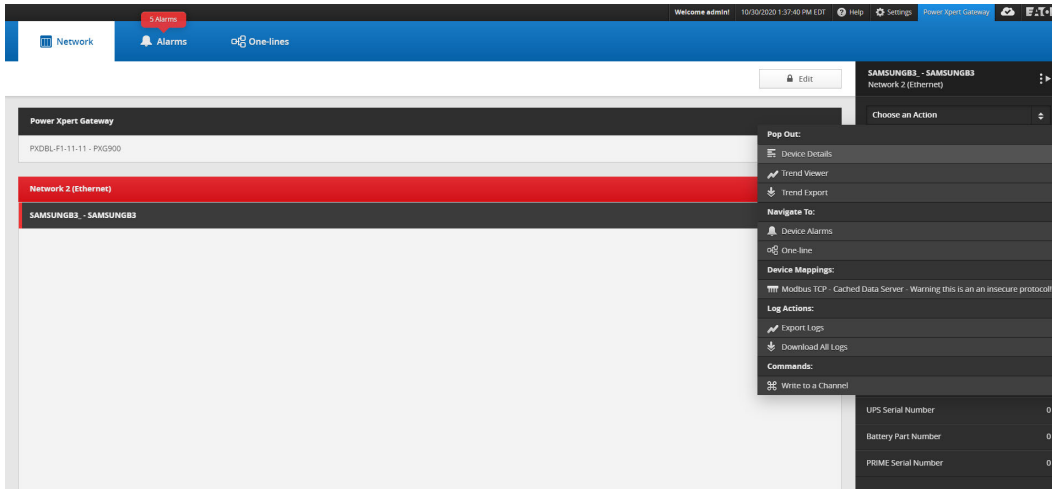 Welcome admin! 10/30/2020 1:37:40 PM EDT Help Settings Power Xpert Gateway
5 Alarms
Network Alarms One-lines
Edit
SAMSUNGB3_ - SAMSUNGB3
Network 2 (Ethernet)
Choose an Action
Power Xpert Gateway
PXDBL-F1-11-11 - PXG900
Network 2 (Ethernet)
SAMSUNGB3_ - SAMSUNGB3
Pop Out:
Device Details
Trend Viewer
Trend Export
Navigate To:
Device Alarms
One-line
Device Mappings:
Modbus TCP - Cached Data Server - Warning this is an an insecure protocol!
Log Actions:
Export Logs
Download All Logs
Commands:
Write to a Channel
UPS Serial Number 0
Battery Part Number 0
PRIME Serial Number 0